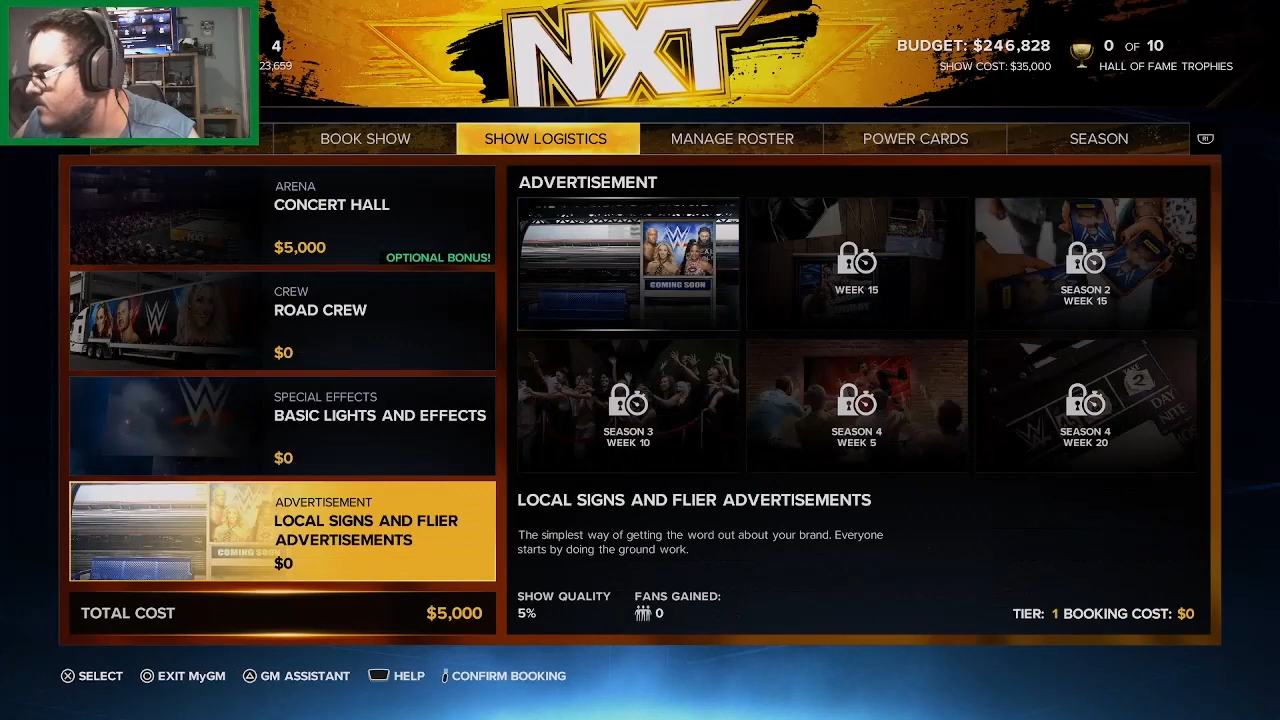 4
23,659
NXT
BUDGET: $246,828
SHOW COST: $35,000
0 OF 10
HALL OF FAME TROPHIES
BOOK SHOW
SHOW LOGISTICS
MANAGE ROSTER
POWER CARDS
SEASON
R1
ARENA
CONCERT HALL
$5,000
OPTIONAL BONUS!
CREW
ROAD CREW
$0
SPECIAL EFFECTS
BASIC LIGHTS AND EFFECTS
$0
ADVERTISEMENT
LOCAL SIGNS AND FLIER
ADVERTISEMENTS
COMING SOON
$0
TOTAL COST
$5,000
ADVERTISEMENT
COMING SOON
WEEK 15
SEASON 2
WEEK 15
SEASON 3
WEEK 10
SEASON 4
WEEK 5
SEASON 4
WEEK 20
LOCAL SIGNS AND FLIER ADVERTISEMENTS
The simplest way of getting the word out about your brand. Everyone
starts by doing the ground work.
SHOW QUALITY
5%
FANS GAINED:
0
TIER: 1 BOOKING COST: $0
SELECT
EXIT MyGM
GM ASSISTANT
HELP
CONFIRM BOOKING